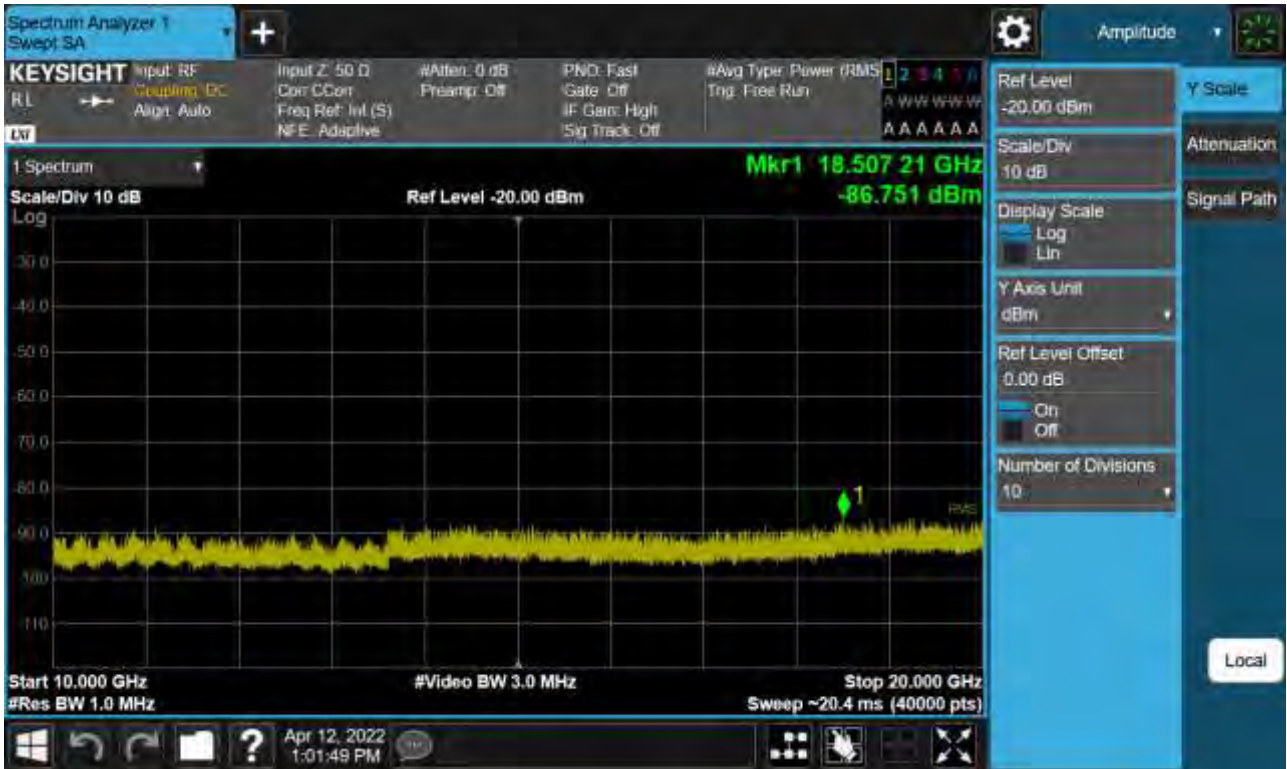 Spectrum Analyzer 1
Swept SA
+
Amplitude
KEYSIGHT
RL
LXI
Input: RF
Coupling: DC
Align: Auto
Input Z: 50 Ω
Corr CCorr
Freq Ref: Int (S)
NFE: Adaptive
#Atten: 0 dB
Preamp: Off
PNO: Fast
Gate: Off
IF Gain: High
Sig Track: Off
#Avg Type: Power (RMS
Trig: Free Run
1 2 3 4 5 6
A W W W W W
A A A A A A
1 Spectrum
Scale/Div 10 dB
Ref Level -20.00 dBm
Mkr1 18.507 21 GHz
-86.751 dBm
Log
-30.0
-40.0
-50.0
-60.0
-70.0
-80.0
-90.0
-100
-110
1
RMS
Start 10.000 GHz
#Res BW 1.0 MHz
#Video BW 3.0 MHz
Stop 20.000 GHz
Sweep ~20.4 ms (40000 pts)
Ref Level
-20.00 dBm
Scale/Div
10 dB
Display Scale
Log
Lin
Y Axis Unit
dBm
Ref Level Offset
0.00 dB
On
Off
Number of Divisions
10
Y Scale
Attenuation
Signal Path
Local
?
Apr 12, 2022
1:01:49 PM